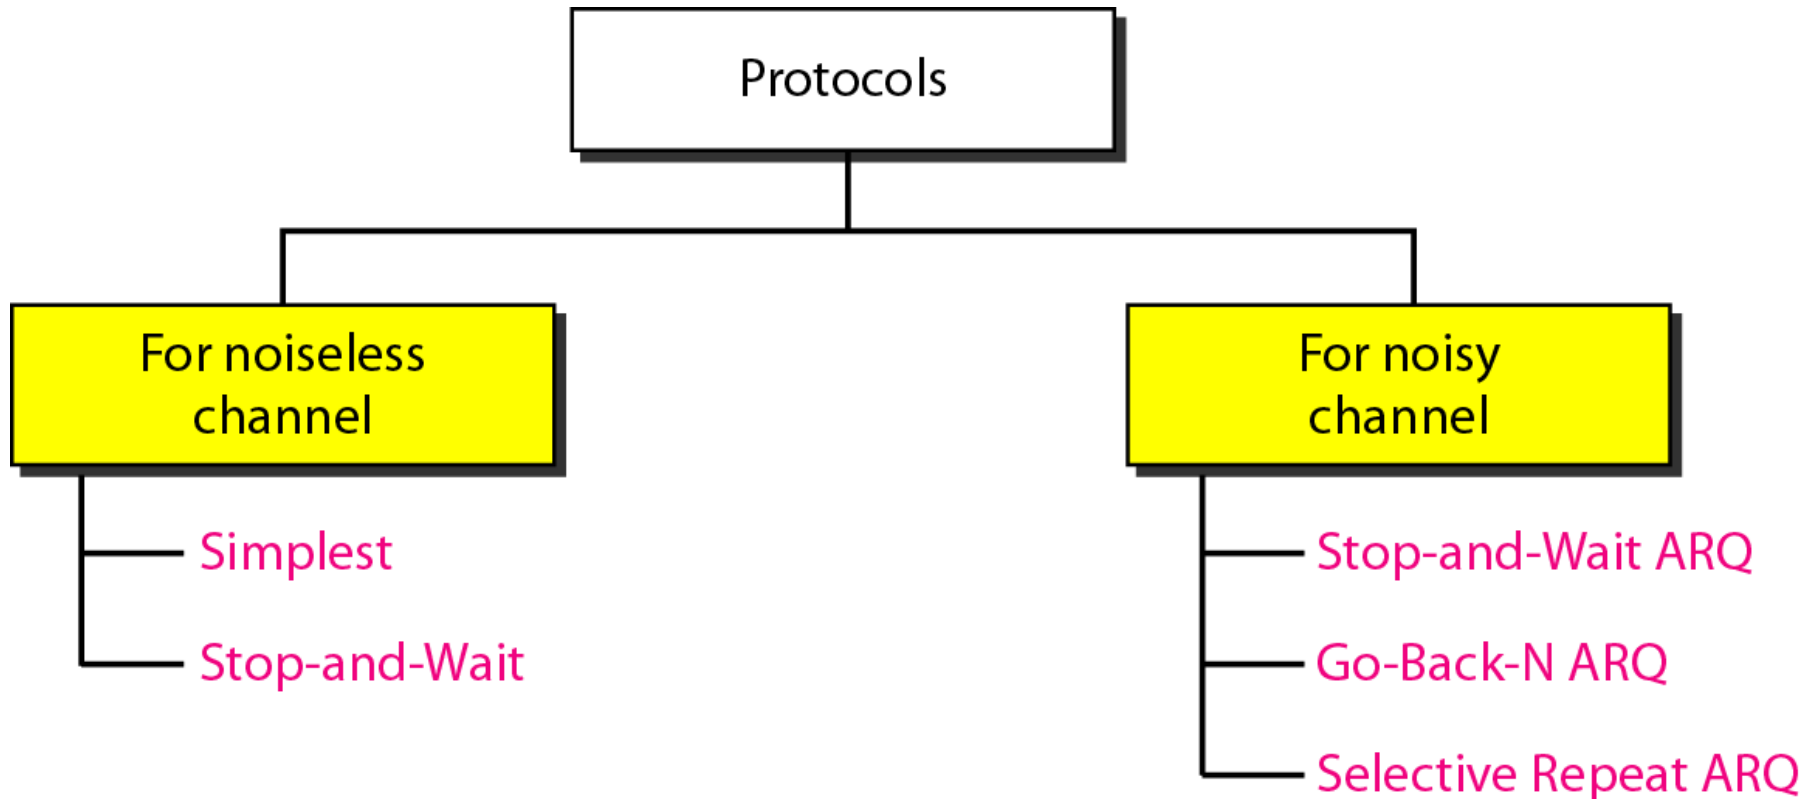 Protocols
For noiseless
channel
For noisy
channel
Simplest
Stop-and-Wait
Stop-and-Wait ARQ
Go-Back-N ARQ
Selective Repeat ARQ